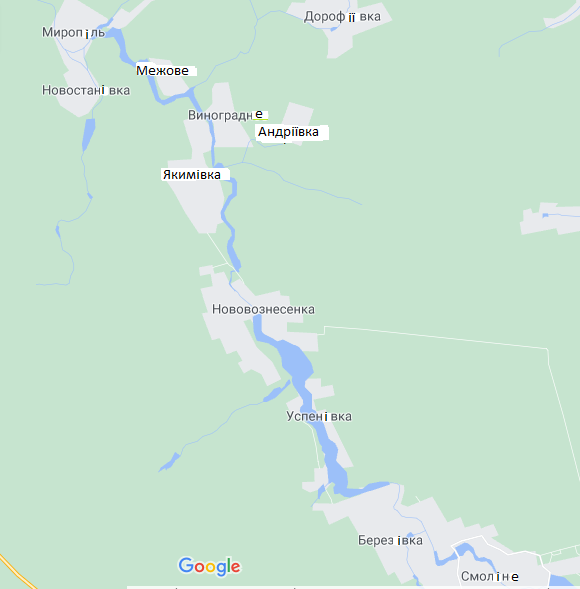 Дорофіївка
Миропіль
Межове
Новостанівка
Виноградне
Андріївка
Якимівка
Нововознесенка
Успенівка
Березівка
Google
Смоліне